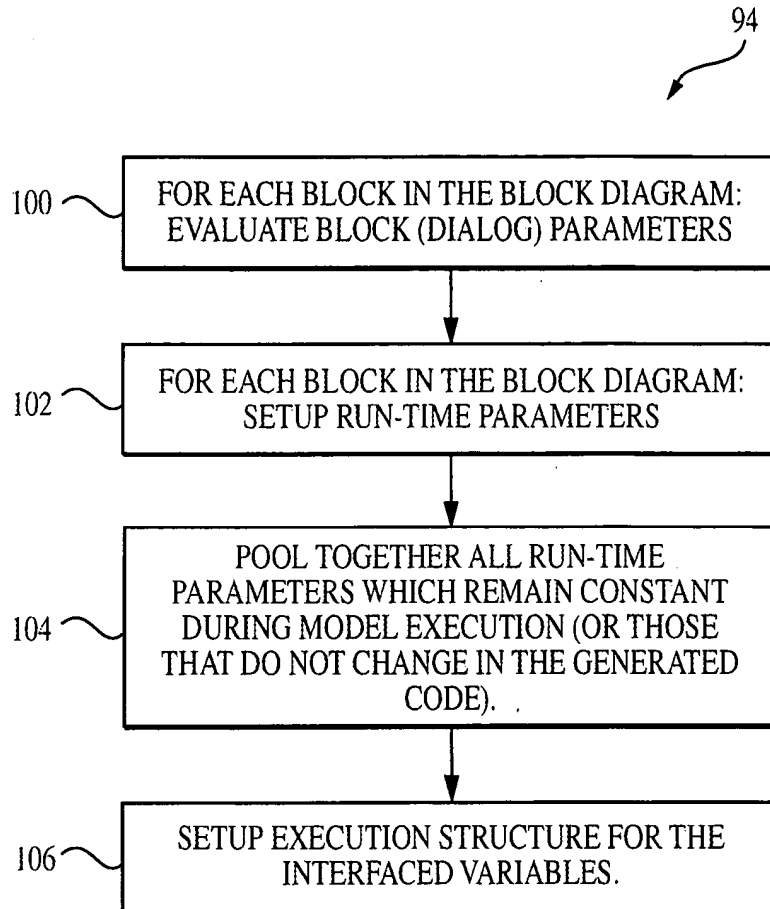 94
100
FOR EACH BLOCK IN THE BLOCK DIAGRAM:
EVALUATE BLOCK (DIALOG) PARAMETERS
102
FOR EACH BLOCK IN THE BLOCK DIAGRAM:
SETUP RUN-TIME PARAMETERS
104
POOL TOGETHER ALL RUN-TIME
PARAMETERS WHICH REMAIN CONSTANT
DURING MODEL EXECUTION (OR THOSE
THAT DO NOT CHANGE IN THE GENERATED
CODE).
106
SETUP EXECUTION STRUCTURE FOR THE
INTERFACED VARIABLES.